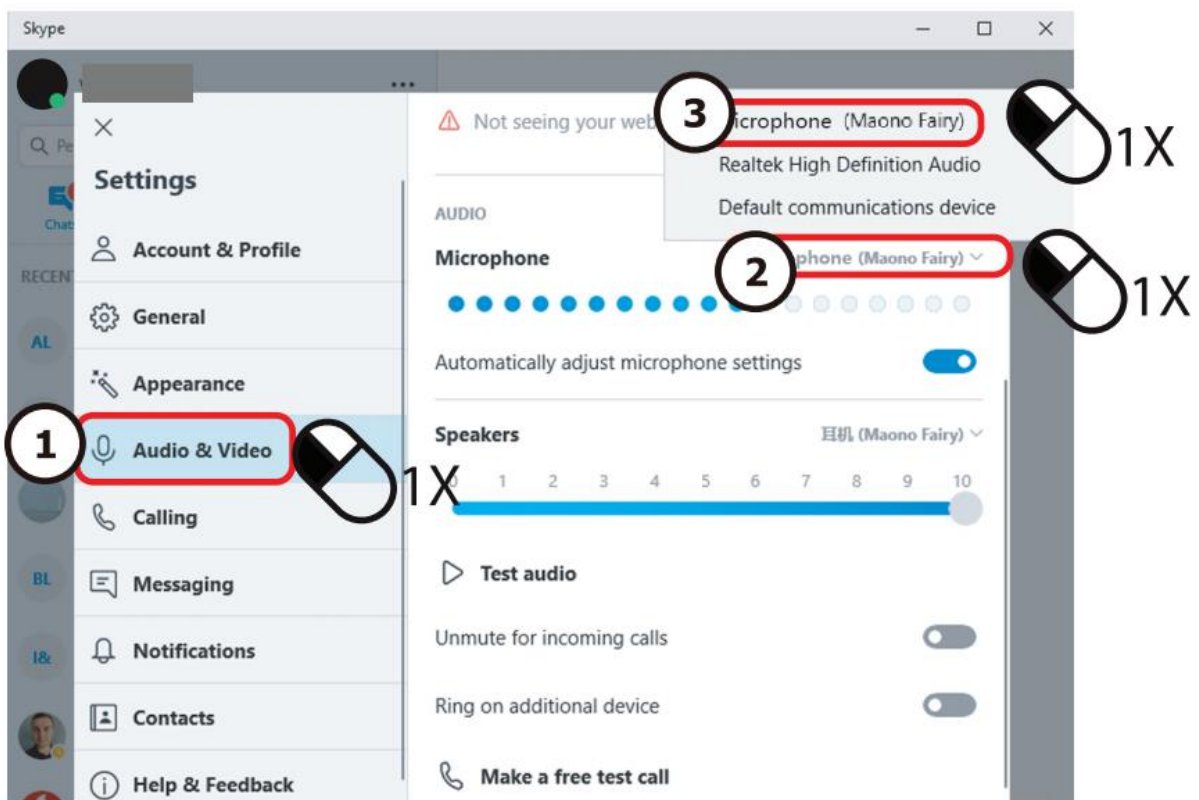 Skype
Not seeing your web
3
icrophone (Maono Fairy)
1X
Realtek High Definition Audio
Default communications device
Settings
Chat
RECEN
Account & Profile
General
AL
Appearance
1
Audio & Video
1X
Calling
BL
Messaging
I&
Notifications
Contacts
Help & Feedback
AUDIO
Microphone
2
phone (Maono Fairy)
1X
Automatically adjust microphone settings
Speakers
耳机 (Maono Fairy)
0 1 2 3 4 5 6 7 8 9 10
Test audio
Unmute for incoming calls
Ring on additional device
Make a free test call